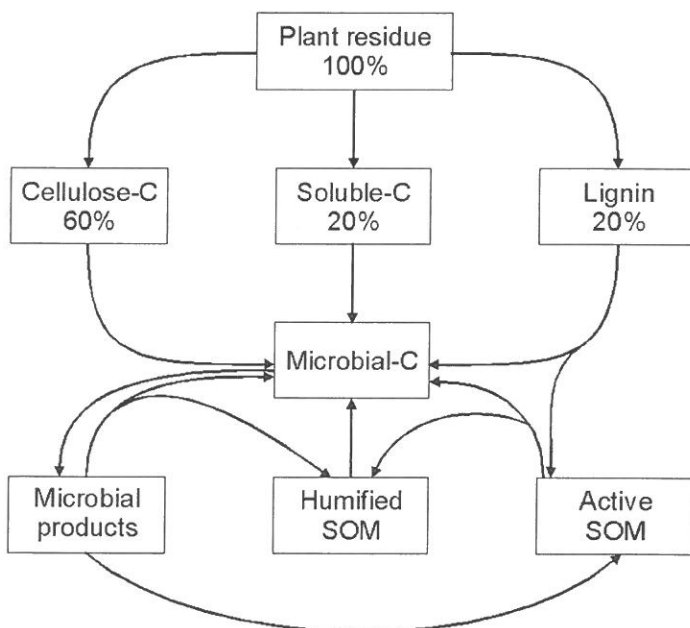 Plant residue
100%
Cellulose-C
60%
Soluble-C
20%
Lignin
20%
Microbial-C
Microbial
products
Humified
SOM
Active
SOM